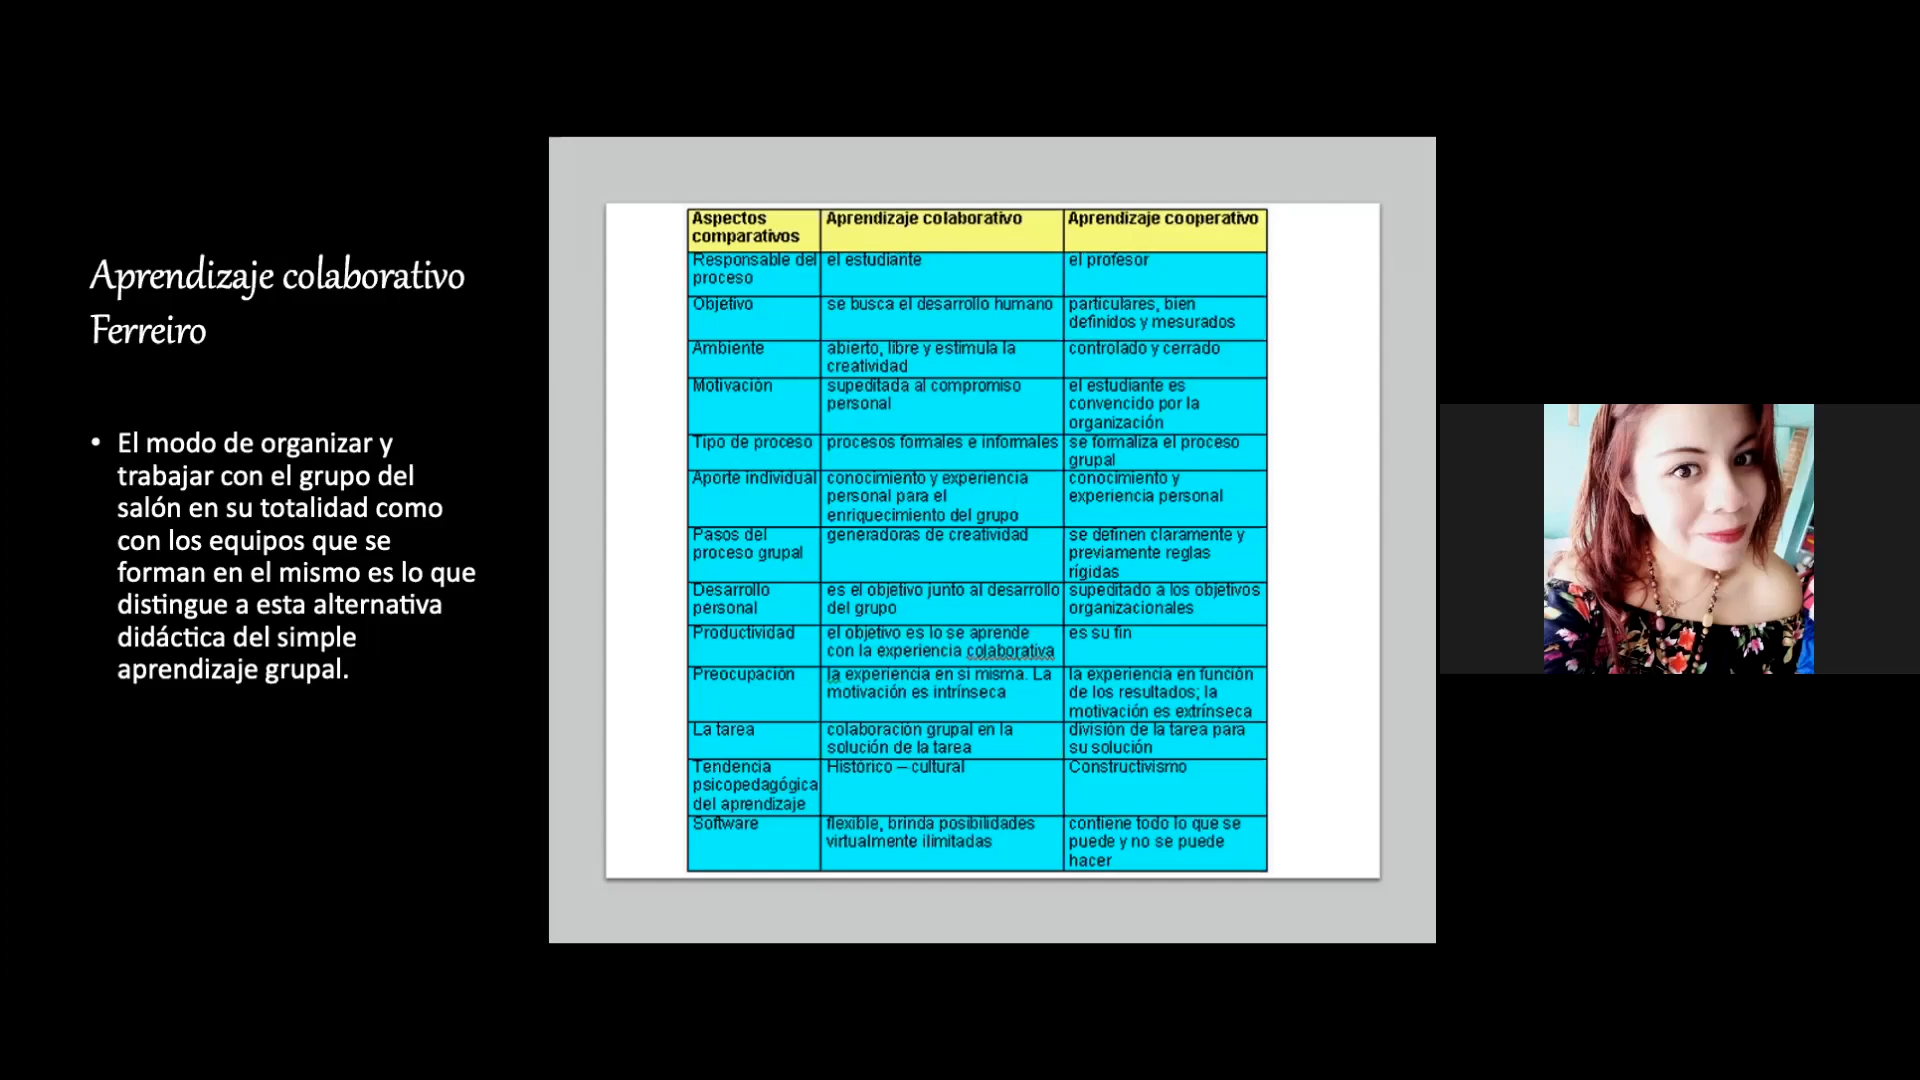 Aprendizaje colaborativo
Ferreiro
• El modo de organizar y
trabajar con el grupo del
salón en su totalidad como
con los equipos que se
forman en el mismo es lo que
distingue a esta alternativa
didáctica del simple
aprendizaje grupal.
Aspectos comparativos Aprendizaje colaborativo Aprendizaje cooperativo
Responsable del el estudiante el profesor
proceso
Objetivo se busca el desarrollo humano particulares, bien
definidos y mesurados
Ambiente abierto, libre y estimula la controlado y cerrado
creatividad
Motivación supeditada al compromiso el estudiante es
personal convencido por la
organización
Tipo de proceso procesos formales e informales se formaliza el proceso
grupal
Aporte individual conocimiento y experiencia conocimiento y
personal para el experiencia personal
enriquecimiento del grupo
Pasos del generadoras de creatividad se definen claramente y
proceso grupal previamente reglas
rígidas
Desarrollo es el objetivo junto al desarrollo supeditado a los objetivos
personal del grupo organizacionales
Productividad el objetivo es lo se aprende es su fin
con la experiencia colaborativa
Preocupación la experiencia en si misma. La la experiencia en función
motivación es intrínseca de los resultados; la
motivación es extrínseca
La tarea colaboración grupal en la división de la tarea para
solución de la tarea su solución
Tendencia Histórico – cultural Constructivismo
psicopedagógica
del aprendizaje
Software flexible, brinda posibilidades contiene todo lo que se
virtualmente ilimitadas puede y no se puede
hacer